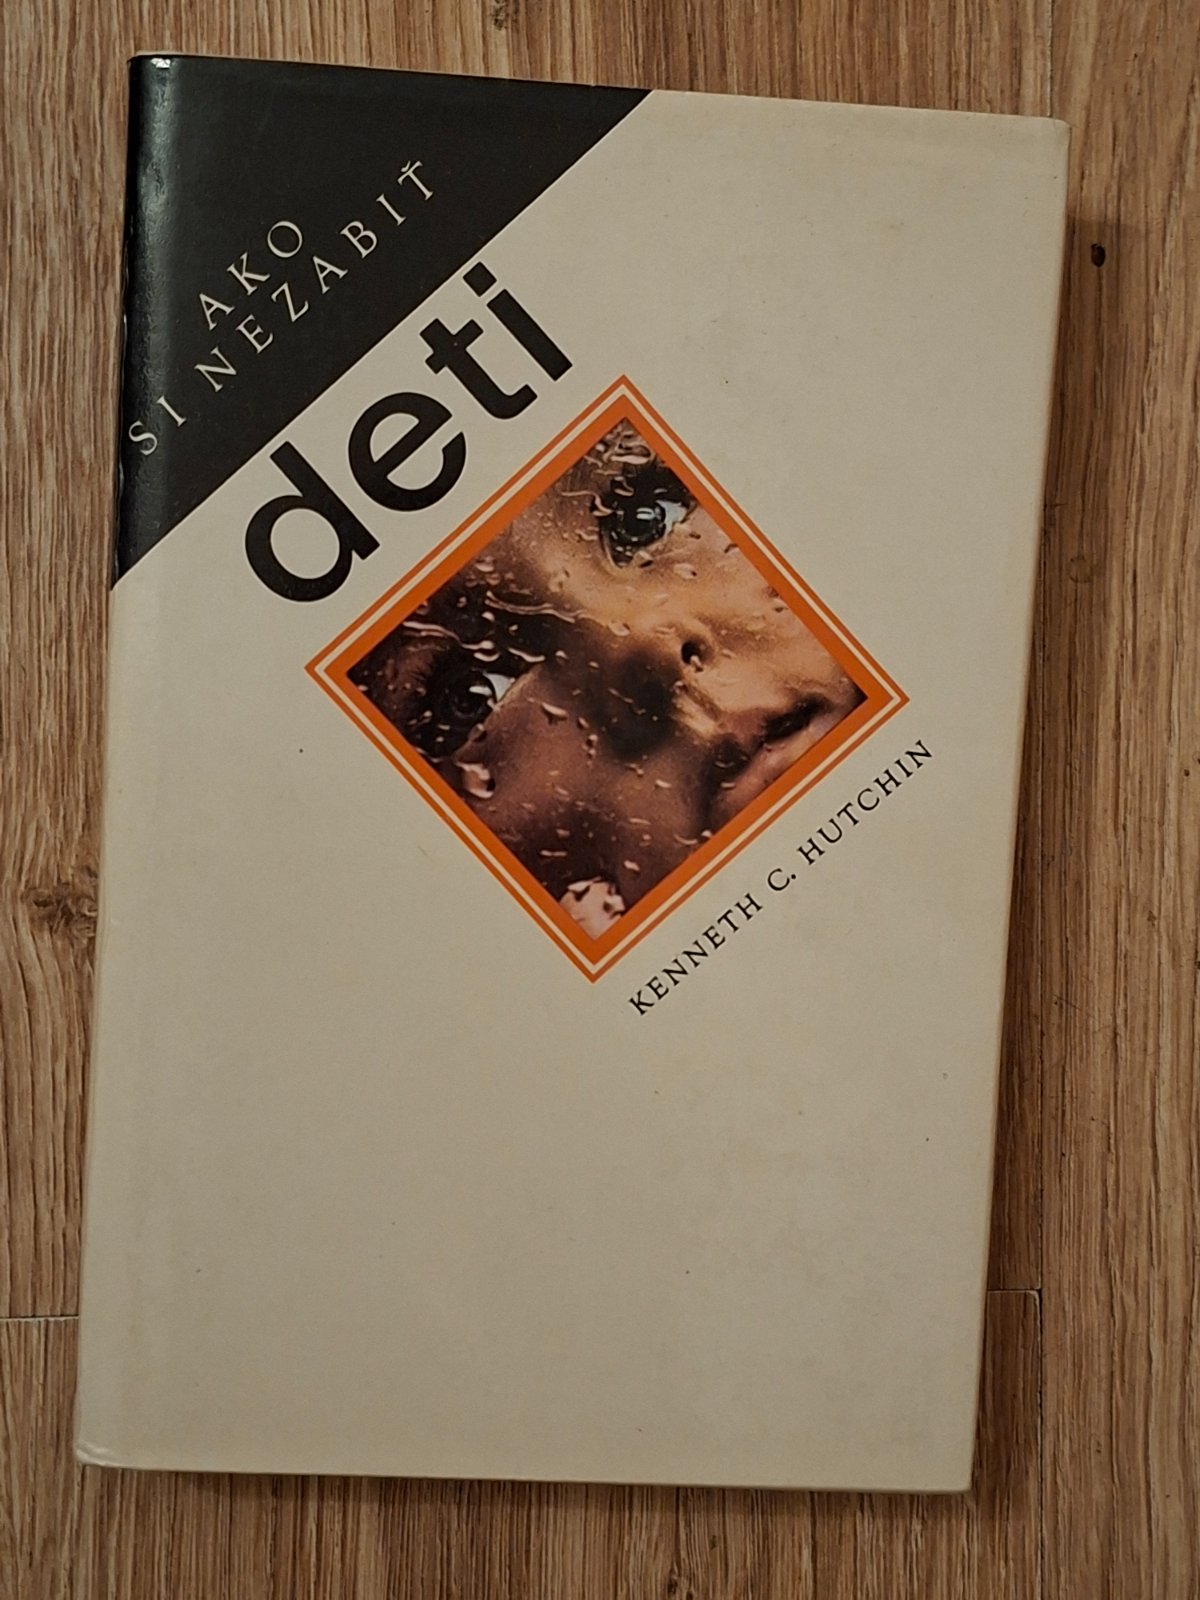 AKO
SI NEZABIŤ
deti
KENNETH C. HUTCHIN